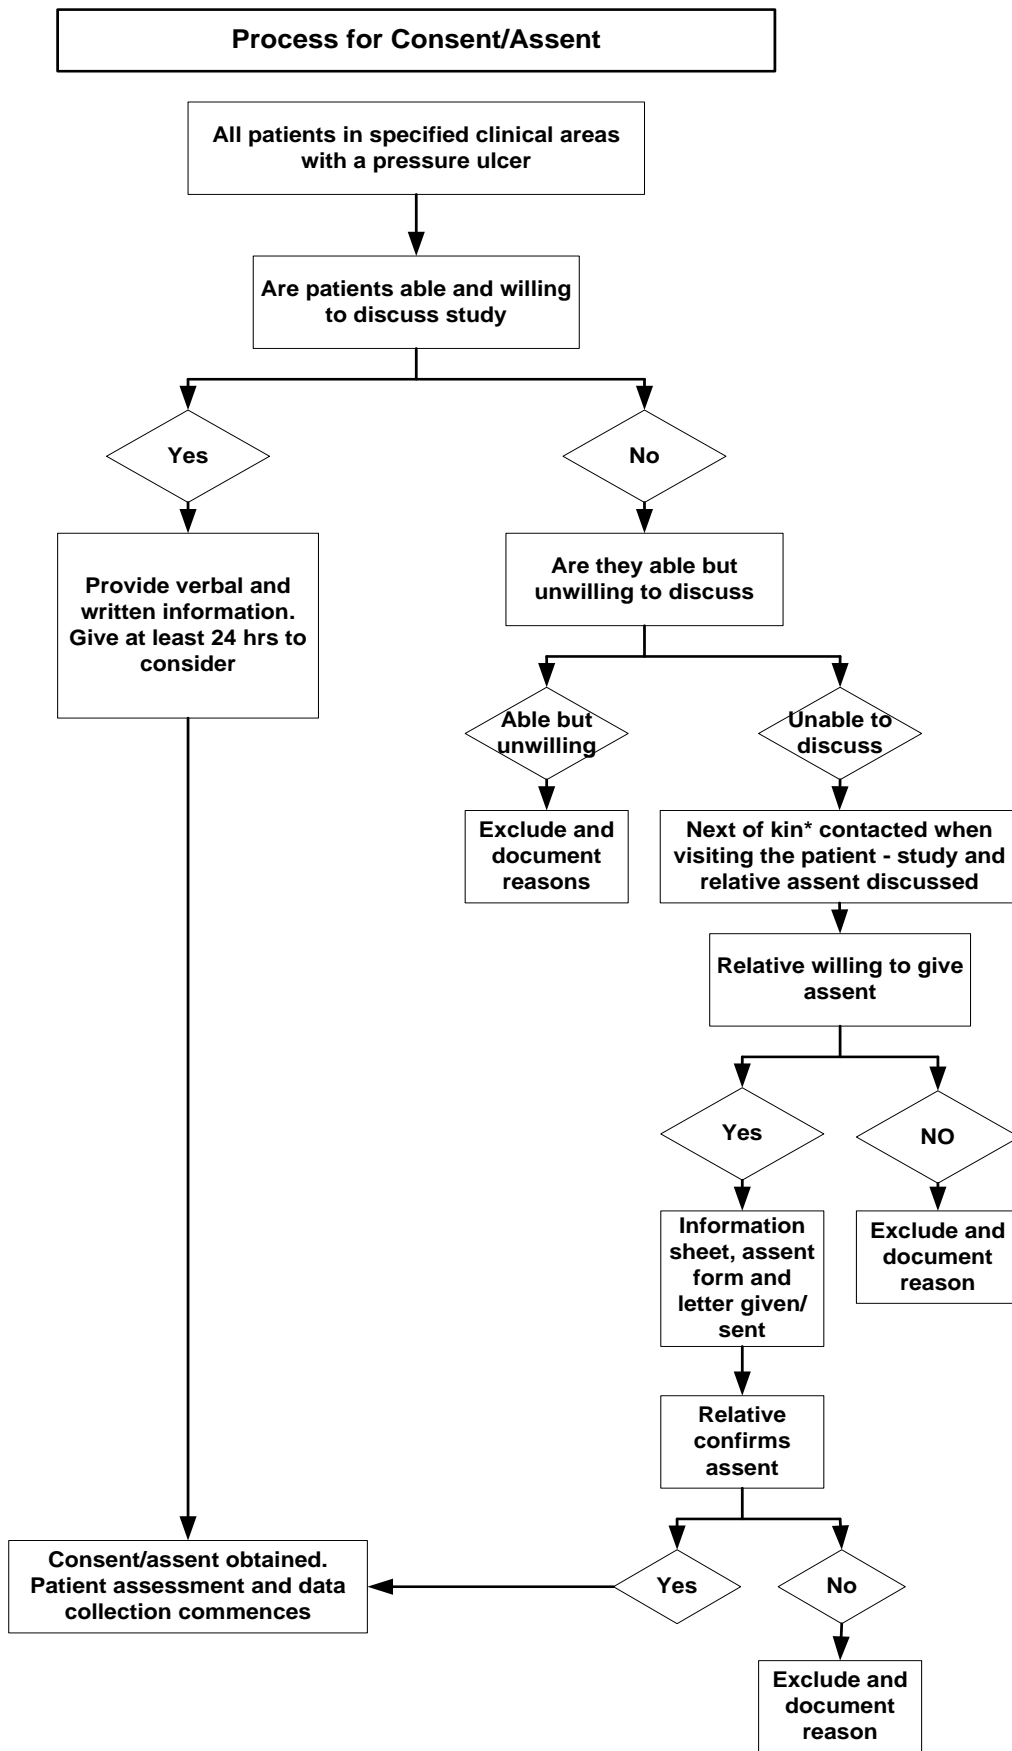 Process for Consent/Assent
All patients in specified clinical areas
with a pressure ulcer
Are patients able and willing
to discuss study
Yes
No
Provide verbal and
written information.
Give at least 24 hrs to
consider
Are they able but
unwilling to discuss
Able but
unwilling
Unable to
discuss
Exclude and
document
reasons
Next of kin* contacted when
visiting the patient - study and
relative assent discussed
Relative willing to give
assent
Yes
NO
Information
sheet, assent
form and
letter given/
sent
Exclude and
document
reason
Relative
confirms
assent
Consent/assent obtained.
Patient assessment and data
collection commences
Yes
No
Exclude and
document
reason